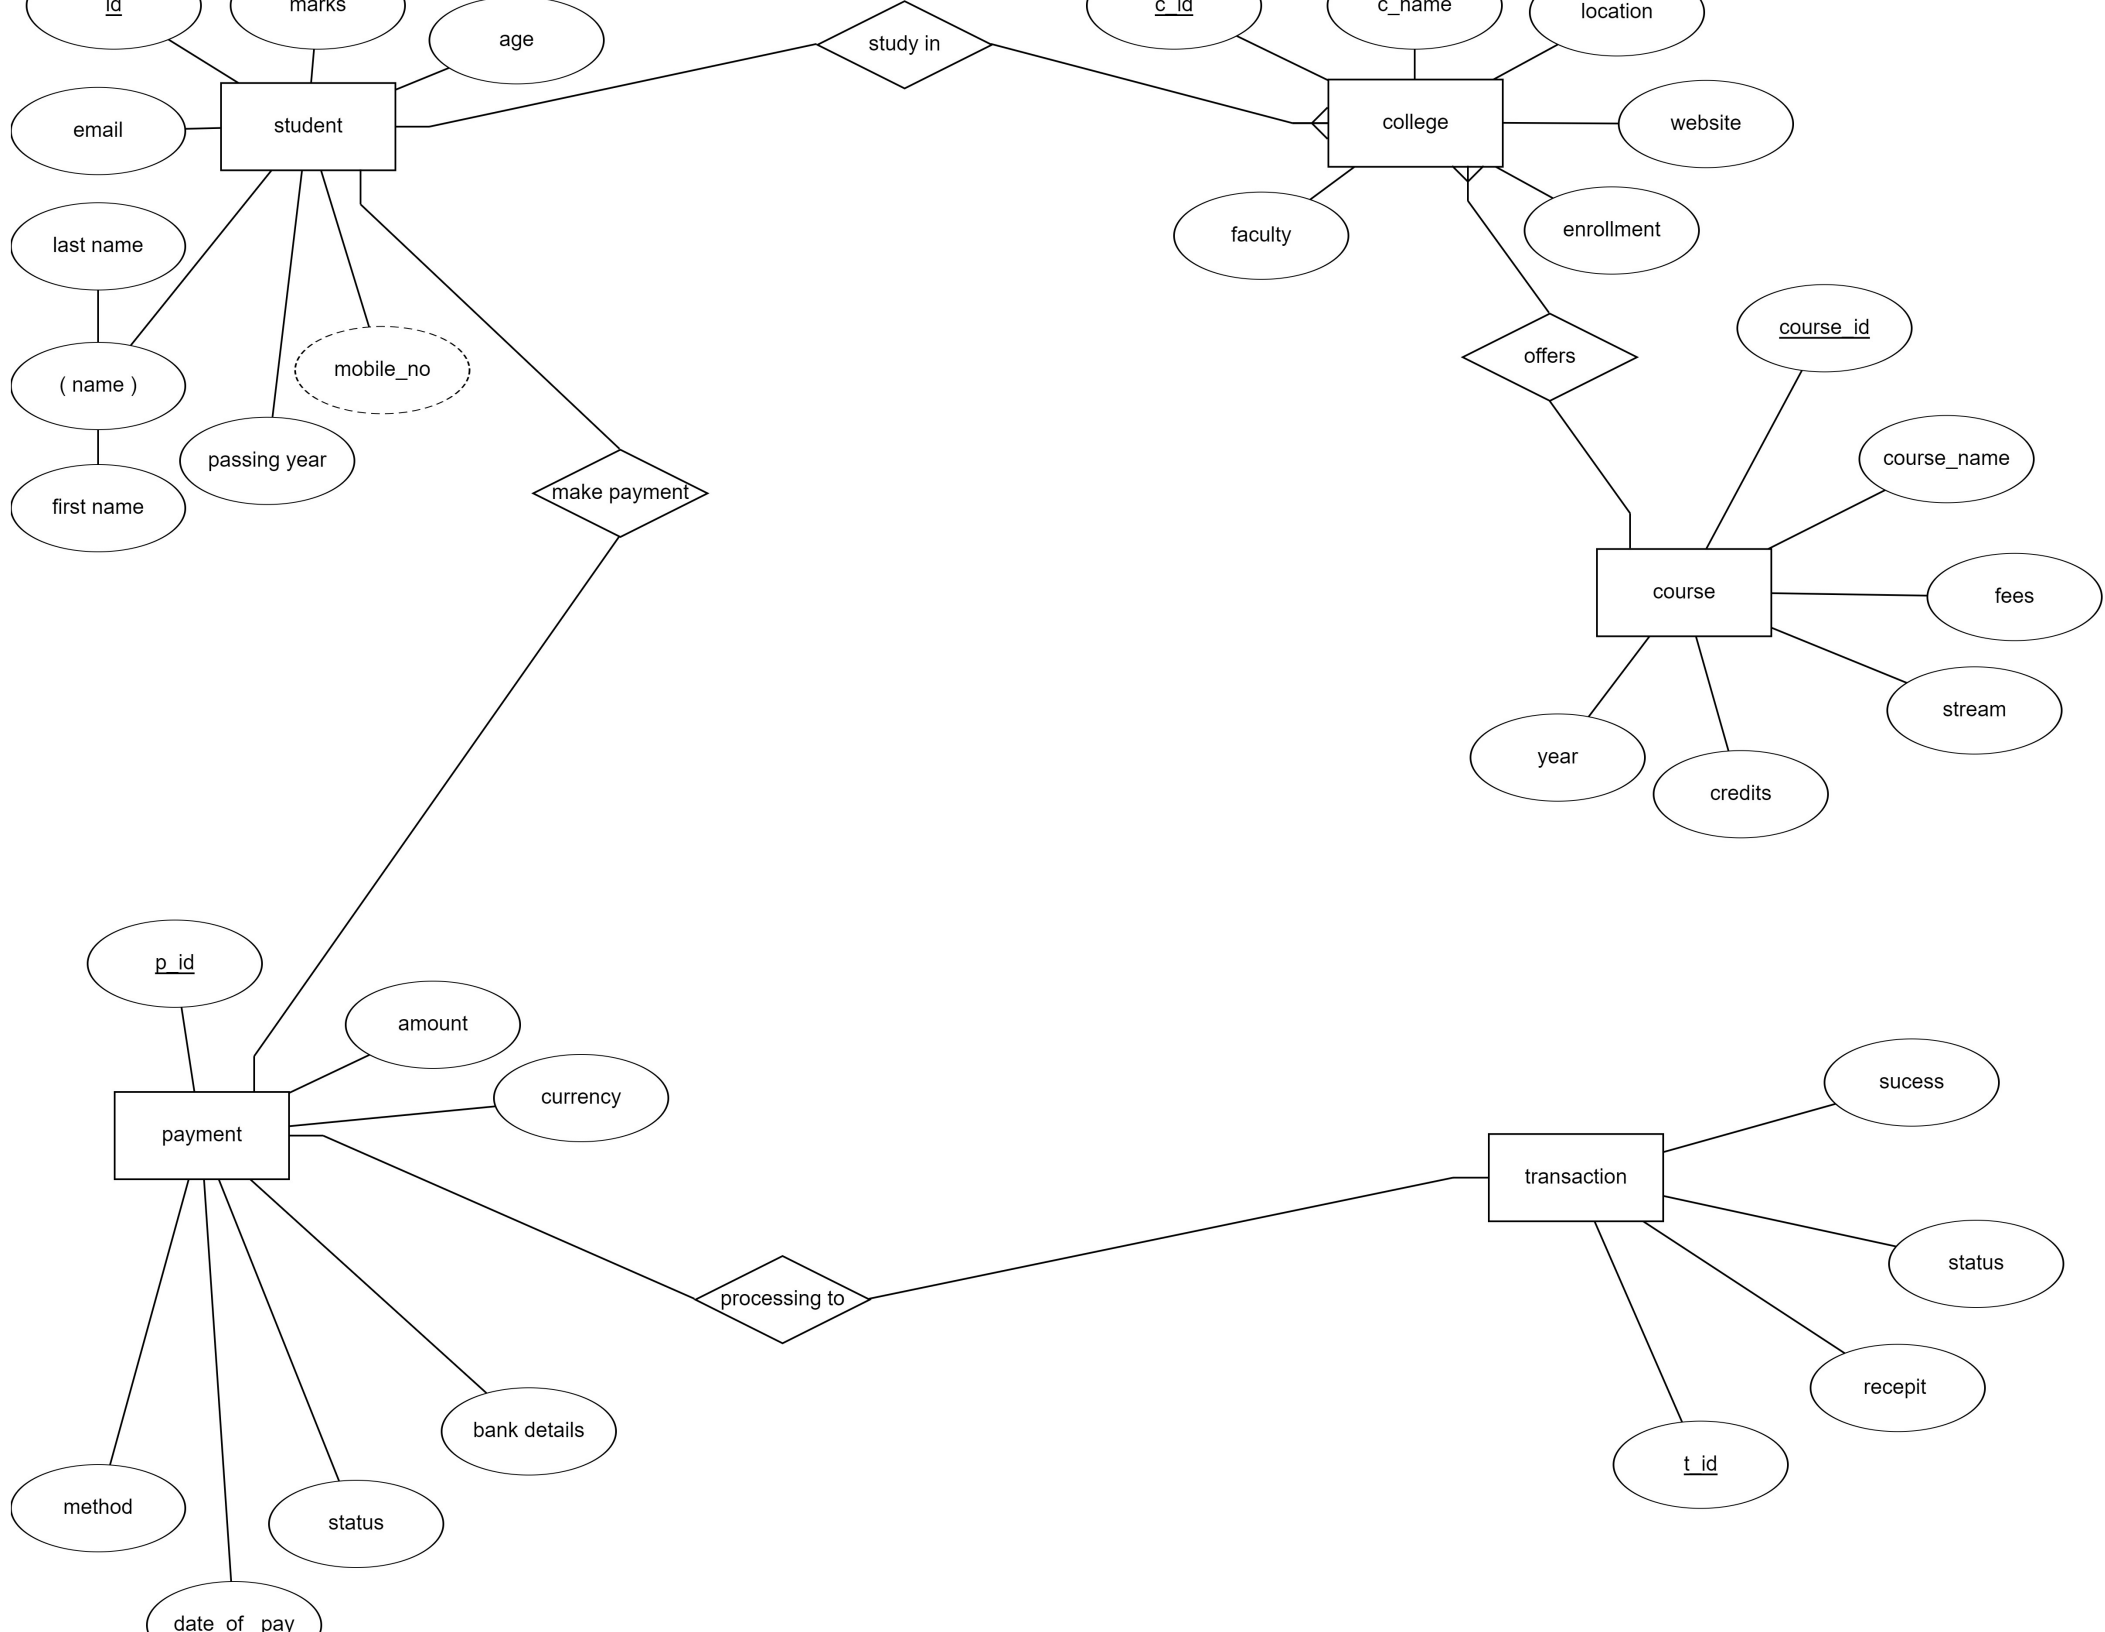 id
marks
age
study in
c_id
c_name
location
student
email
college
website
last name
faculty
enrollment
( name )
mobile_no
offers
course_id
passing year
first name
make payment
course_name
course
fees
stream
year
credits
p_id
amount
currency
payment
sucess
transaction
status
processing to
recepit
bank details
t_id
method
status
date_of_ pay